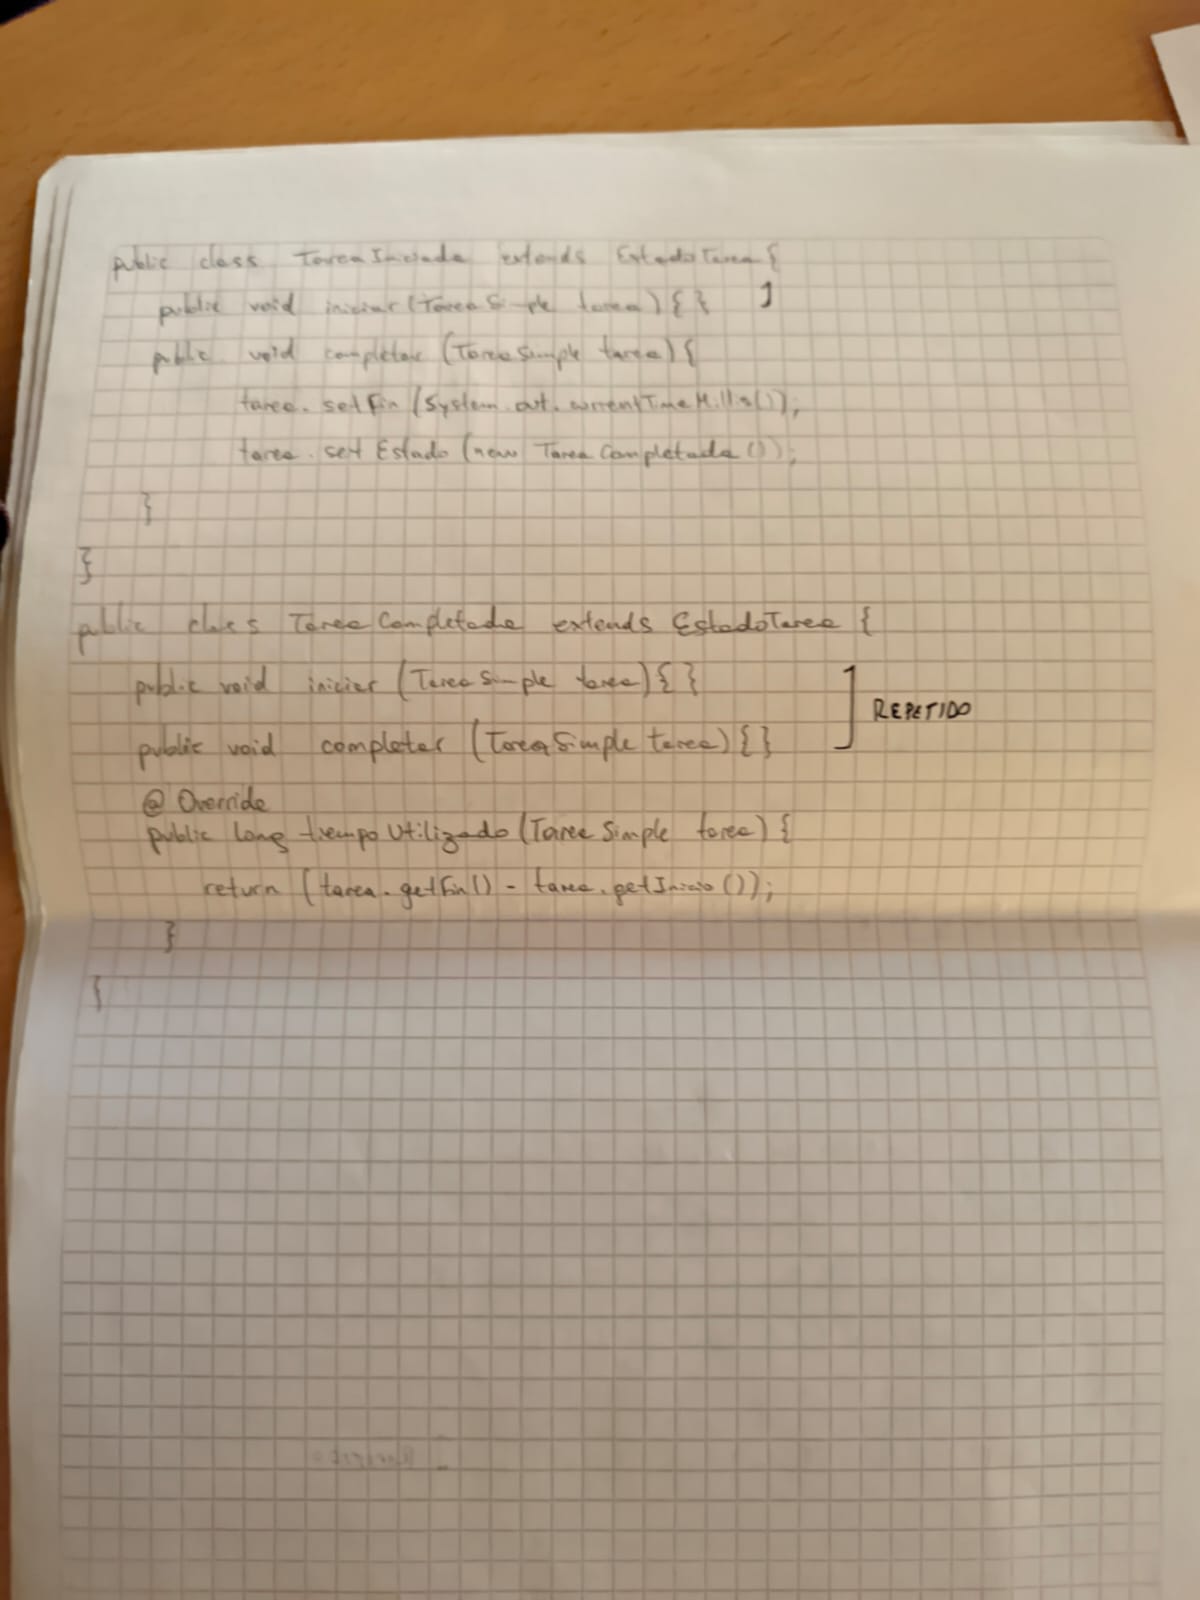 public class TareaIniciada extends EstadoTarea {
public void iniciar (TareaSimple tarea) { } ]
public void completar (TareaSimple tarea) {
tarea.setFin (System.out.currentTimeMillis());
tarea.setEstado (new TareaCompletada ());
}
}
public class TareaCompletada extends EstadoTarea {
public void iniciar (TareaSimple tarea) { }
public void completar (TareaSimple tarea) { } ] REPETIDO
@ Override
public long tiempoUtilizado (TareaSimple tarea) {
return (tarea.getFin() - tarea.getInicio ());
}
{